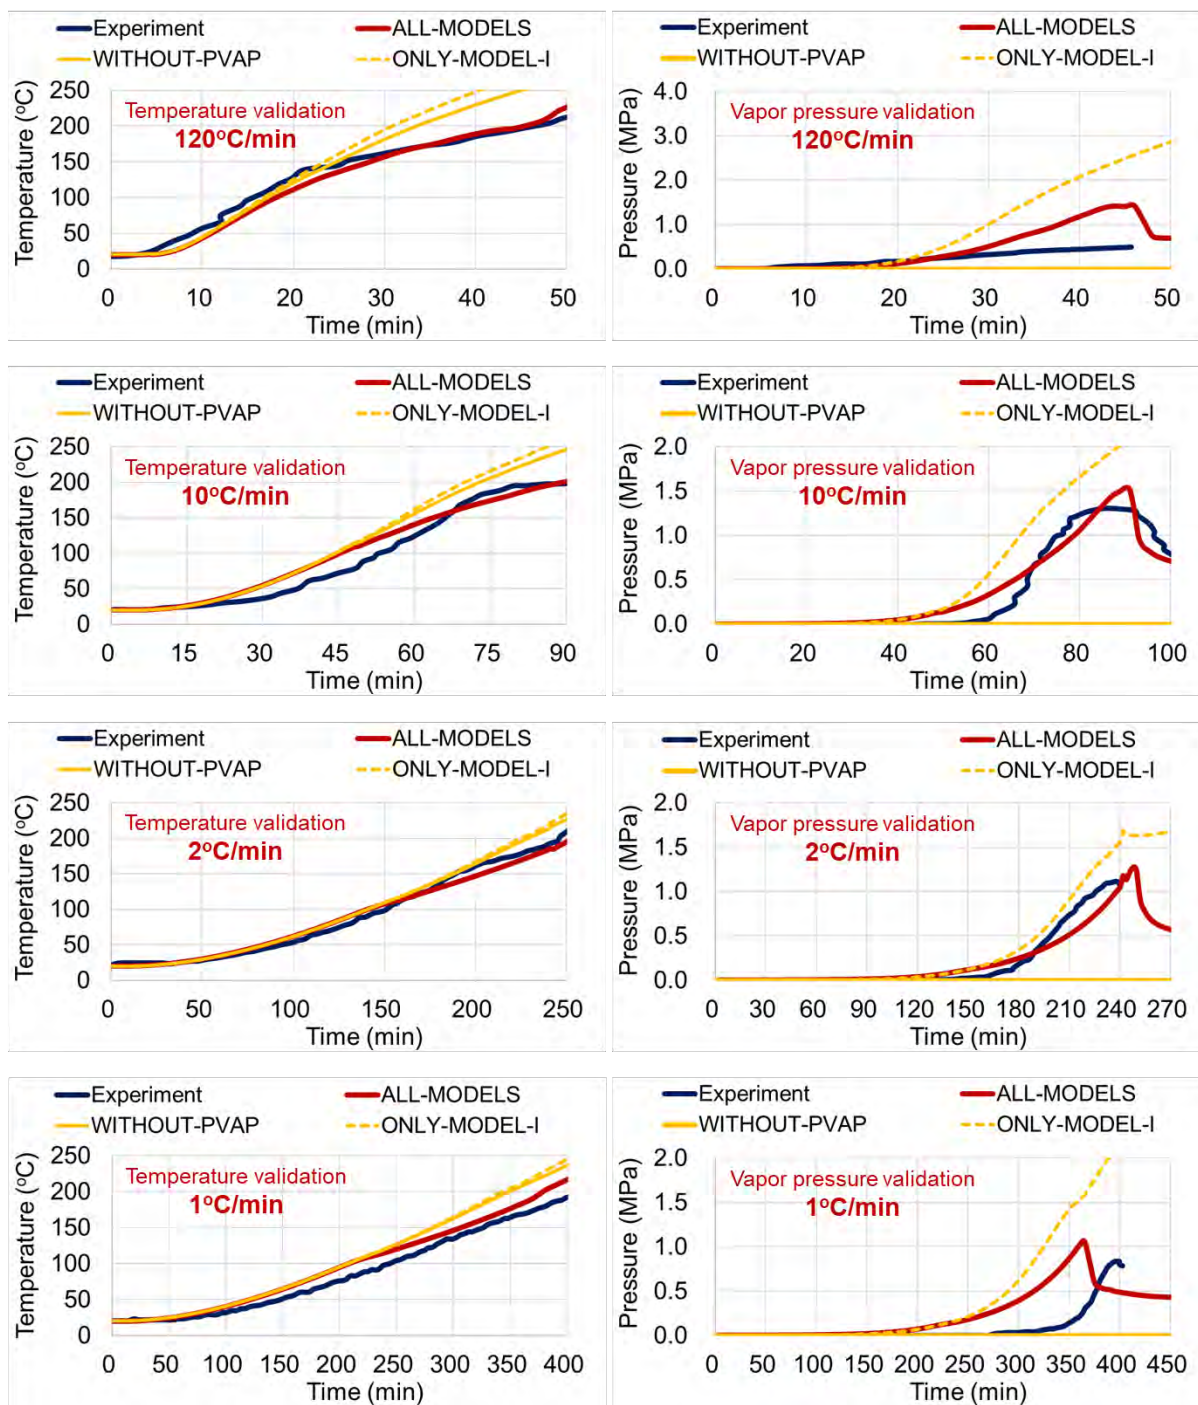 Experiment ALL-MODELS
WITHOUT-PVAP ONLY-MODEL-I
Temperature (°C)
250
200
150
100
50
0
Temperature validation
120°C/min
0 10 20 30 40 50
Time (min)
Experiment ALL-MODELS
WITHOUT-PVAP ONLY-MODEL-I
Pressure (MPa)
4.0
3.0
2.0
1.0
0.0
Vapor pressure validation
120°C/min
0 10 20 30 40 50
Time (min)
Experiment ALL-MODELS
WITHOUT-PVAP ONLY-MODEL-I
Temperature (°C)
250
200
150
100
50
0
Temperature validation
10°C/min
0 15 30 45 60 75 90
Time (min)
Experiment ALL-MODELS
WITHOUT-PVAP ONLY-MODEL-I
Pressure (MPa)
2.0
1.5
1.0
0.5
0.0
Vapor pressure validation
10°C/min
0 20 40 60 80 100
Time (min)
Experiment ALL-MODELS
WITHOUT-PVAP ONLY-MODEL-I
Temperature (°C)
250
200
150
100
50
0
Temperature validation
2°C/min
0 50 100 150 200 250
Time (min)
Experiment ALL-MODELS
WITHOUT-PVAP ONLY-MODEL-I
Pressure (MPa)
2.0
1.5
1.0
0.5
0.0
Vapor pressure validation
2°C/min
0 30 60 90 120 150 180 210 240 270
Time (min)
Experiment ALL-MODELS
WITHOUT-PVAP ONLY-MODEL-I
Temperature (°C)
250
200
150
100
50
0
Temperature validation
1°C/min
0 50 100 150 200 250 300 350 400
Time (min)
Experiment ALL-MODELS
WITHOUT-PVAP ONLY-MODEL-I
Pressure (MPa)
2.0
1.5
1.0
0.5
0.0
Vapor pressure validation
1°C/min
0 50 100 150 200 250 300 350 400 450
Time (min)